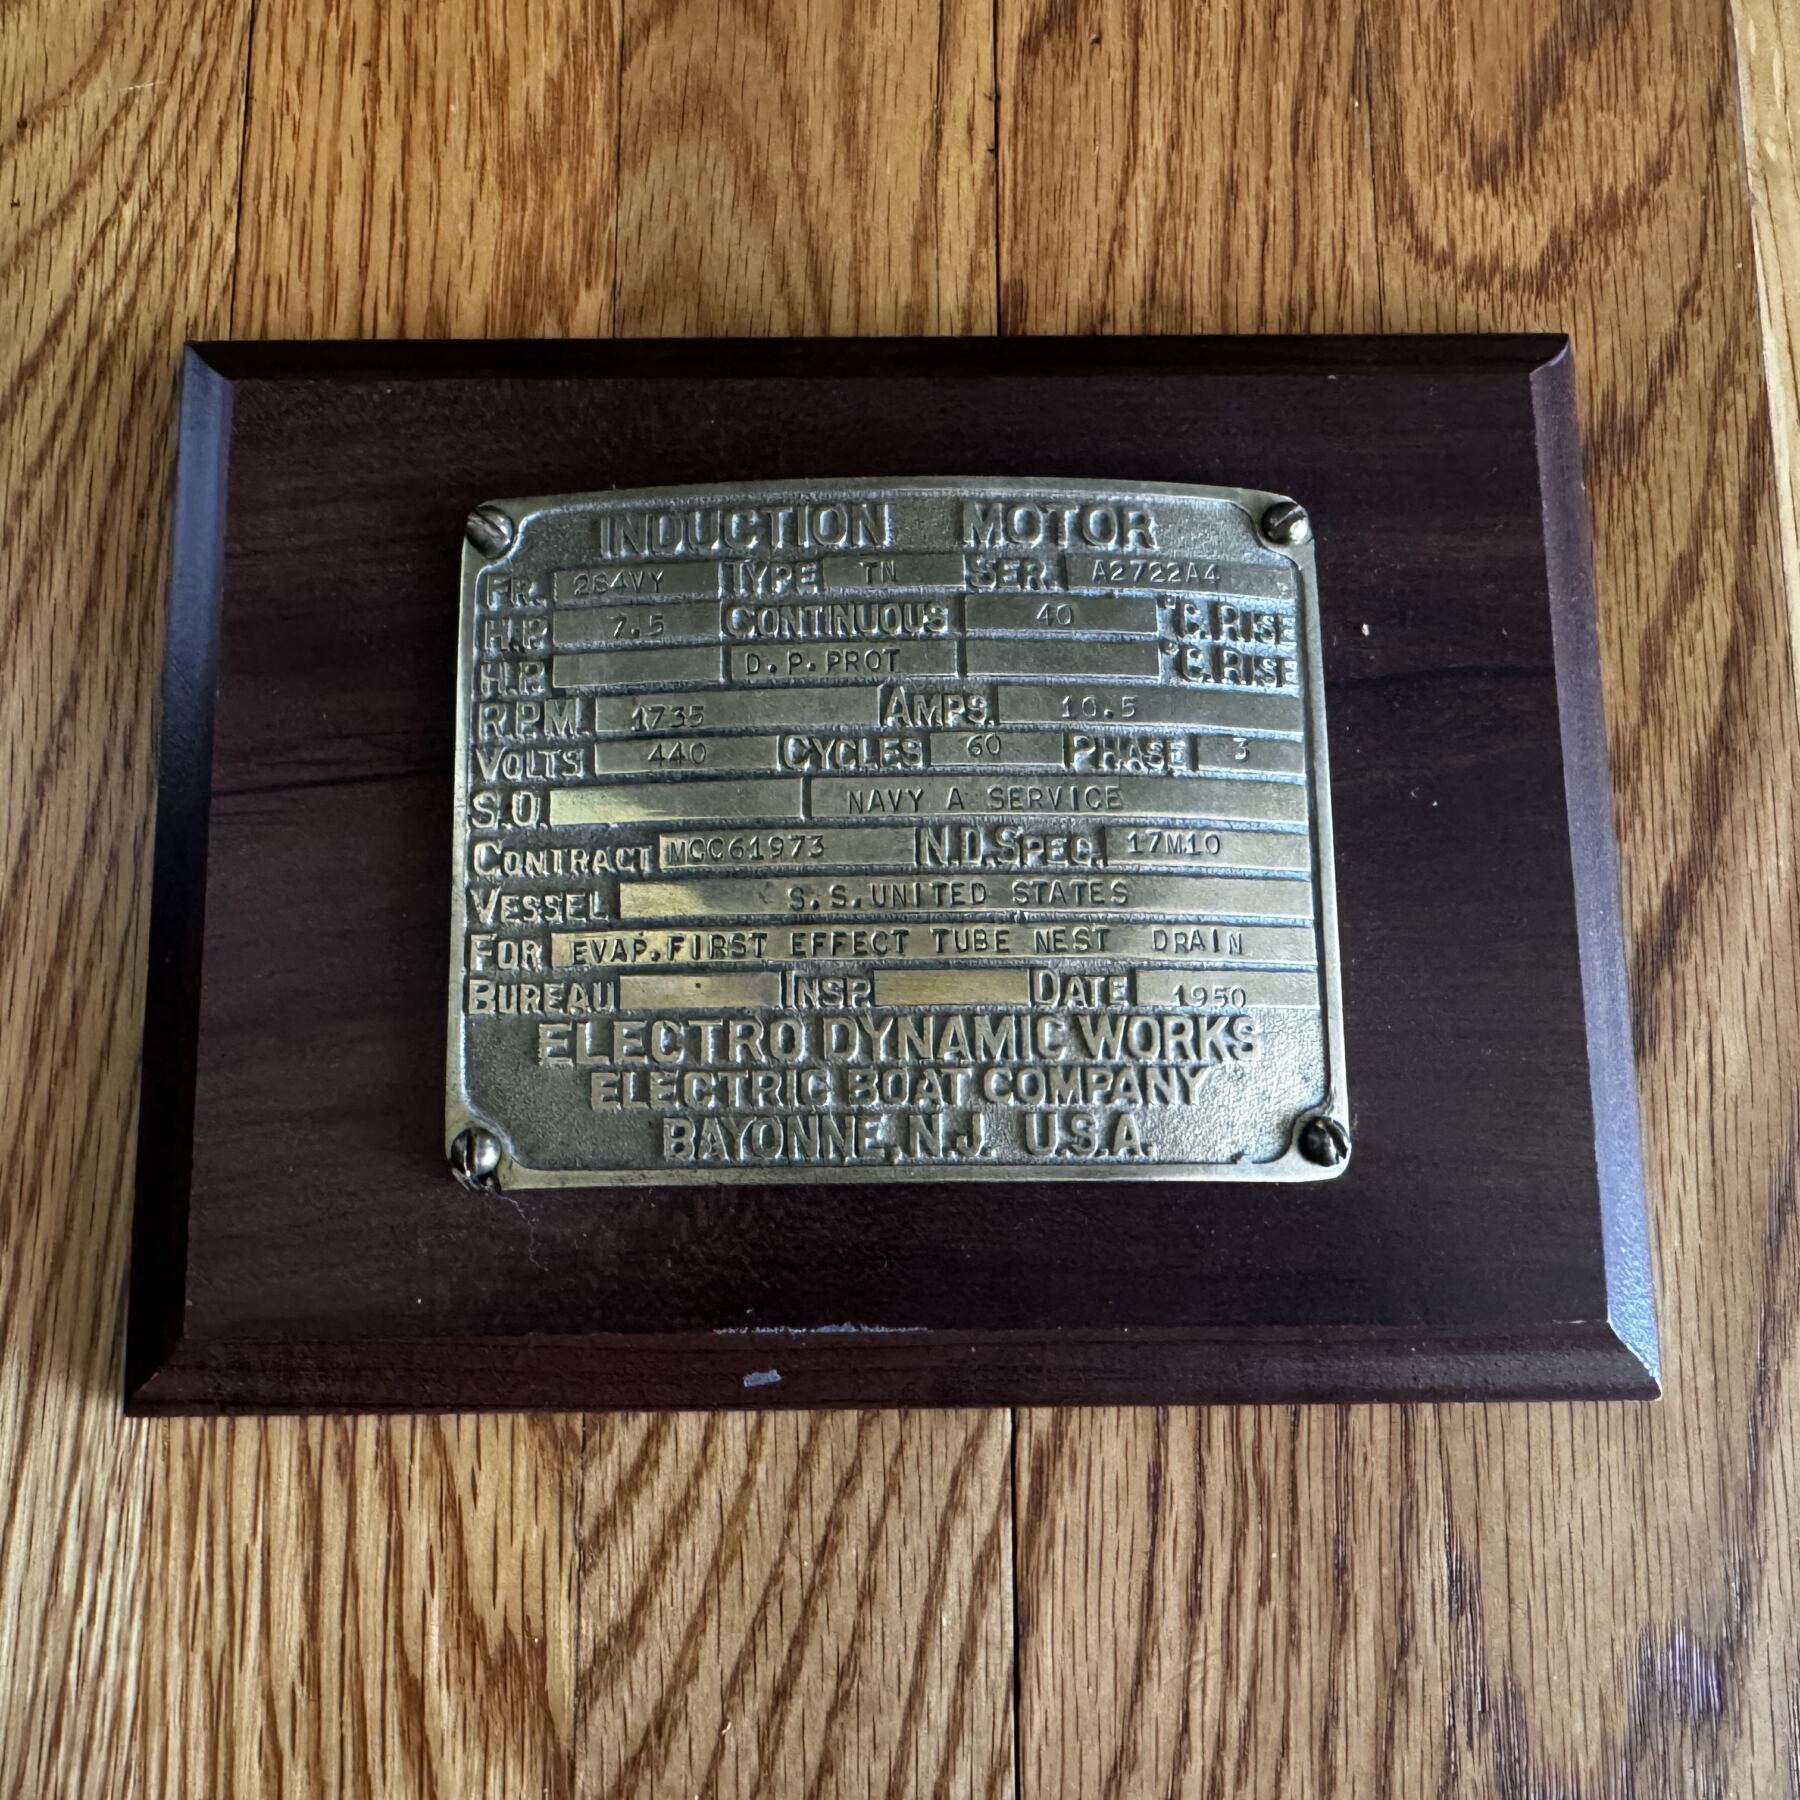 INDUCTION MOTOR
FR. 284VY TYPE TN SER. A2722A4
H.P. 7.5 CONTINUOUS 40 °C.RISE
H.P. D.P.PROT °C.RISE
R.P.M. 1735 AMPS. 10.5
VOLTS 440 CYCLES 60 PHASE 3
S.O. NAVY A SERVICE
CONTRACT MCC61973 N.D.SPEC. 17M10
VESSEL S.S.UNITED STATES
FOR EVAP.FIRST EFFECT TUBE NEST DRAIN
BUREAU INSP. DATE 1950
ELECTRO DYNAMIC WORKS
ELECTRIC BOAT COMPANY
BAYONNE, N.J. U.S.A.